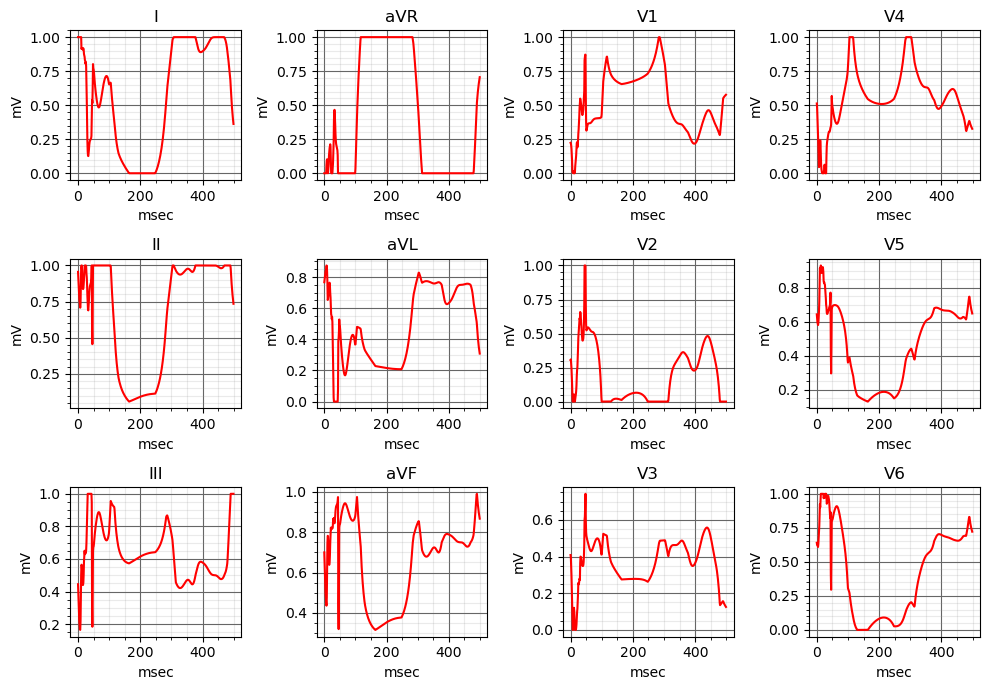 I aVR V1 V4
1.00 1.00 1.00 1.00
0.75 0.75 0.75 0.75
mV mV mV mV
0.50 0.50 0.50 0.50
0.25 0.25 0.25 0.25
0.00 0.00 0.00 0.00
0 200 400 0 200 400 0 200 400 0 200 400
msec msec msec msec
II aVL V2 V5
1.00 0.8 1.00 0.8
0.75 0.6 0.75 0.6
mV mV mV mV
0.50 0.4 0.50 0.4
0.25 0.2 0.25 0.2
0.0 0.00
0 200 400 0 200 400 0 200 400 0 200 400
msec msec msec msec
III aVF V3 V6
1.0 1.0 0.6 1.00
0.8 0.8 0.4 0.75
mV mV mV mV
0.6 0.6 0.2 0.50
0.4 0.4 0.0 0.25
0.2 0.00
0 200 400 0 200 400 0 200 400 0 200 400
msec msec msec msec